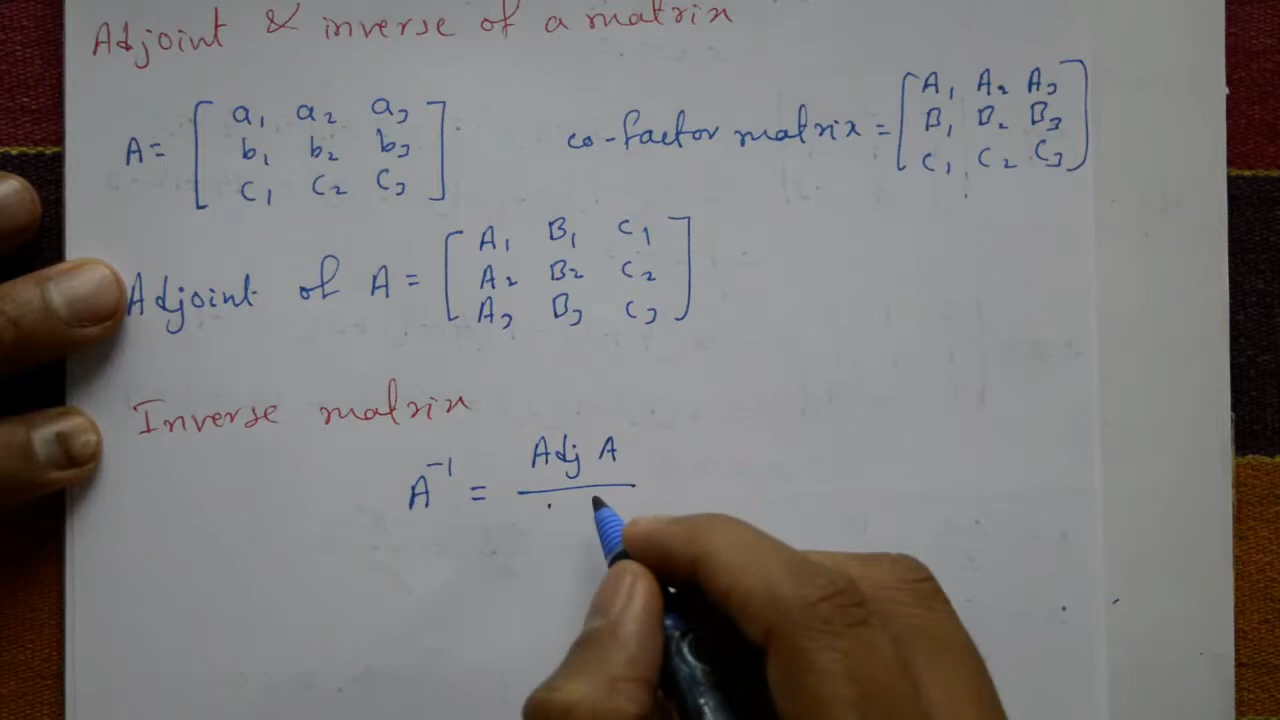 Adjoint & inverse of a matrix
A = [ a₁ a₂ a₃
b₁ b₂ b₃
c₁ c₂ c₃ ]
co-factor matrix = [ A₁ A₂ A₃
B₁ B₂ B₃
C₁ C₂ C₃ ]
Adjoint of A = [ A₁ B₁ C₁
A₂ B₂ C₂
A₃ B₃ C₃ ]
Inverse matrix
A⁻¹ = Adj A